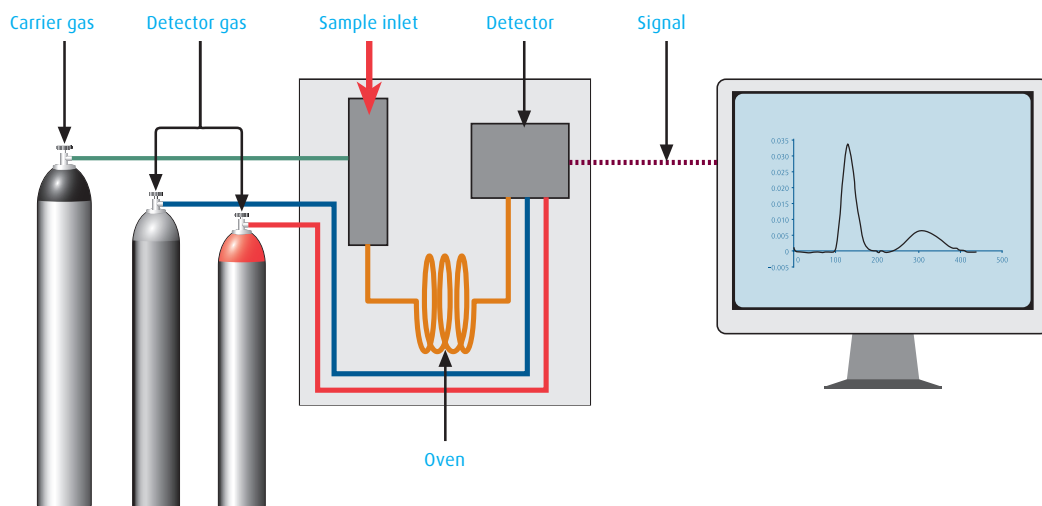 Carrier gas
Detector gas
Sample inlet
Detector
Signal
0.035
0.030
0.025
0.020
0.015
0.010
0.005
0
−0.005
0
100
200
300
400
500
Oven